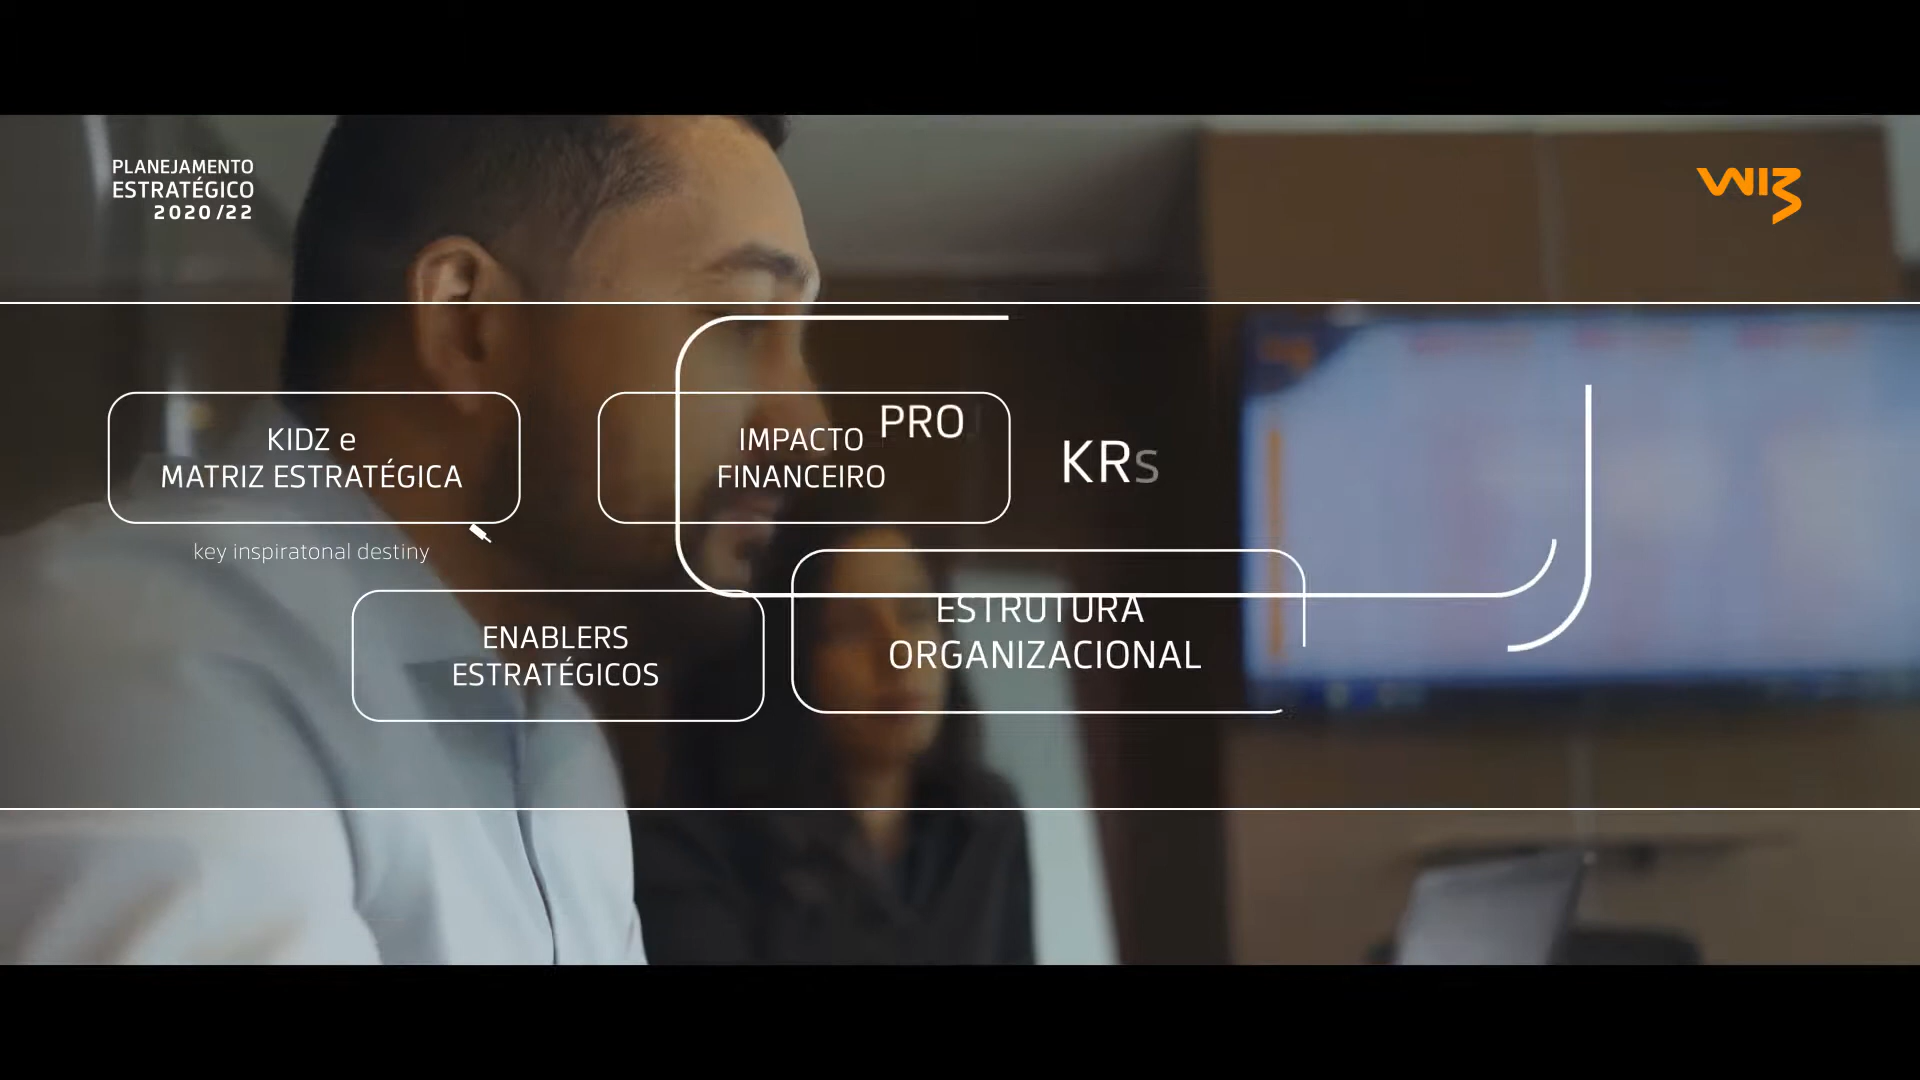 PLANEJAMENTO
ESTRATÉGICO
2020/22
WIZ
KIDZ e
MATRIZ ESTRATÉGICA
key inspiratonal destiny
IMPACTO
FINANCEIRO
PRO
KRs
ENABLERS
ESTRATÉGICOS
ESTRUTURA
ORGANIZACIONAL